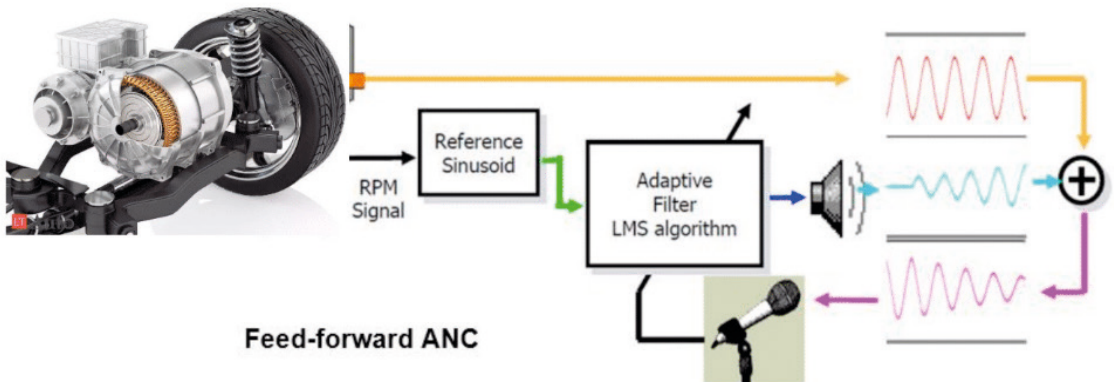 Reference
Sinusoid
RPM
Signal
Adaptive
Filter
LMS algorithm
Feed-forward ANC